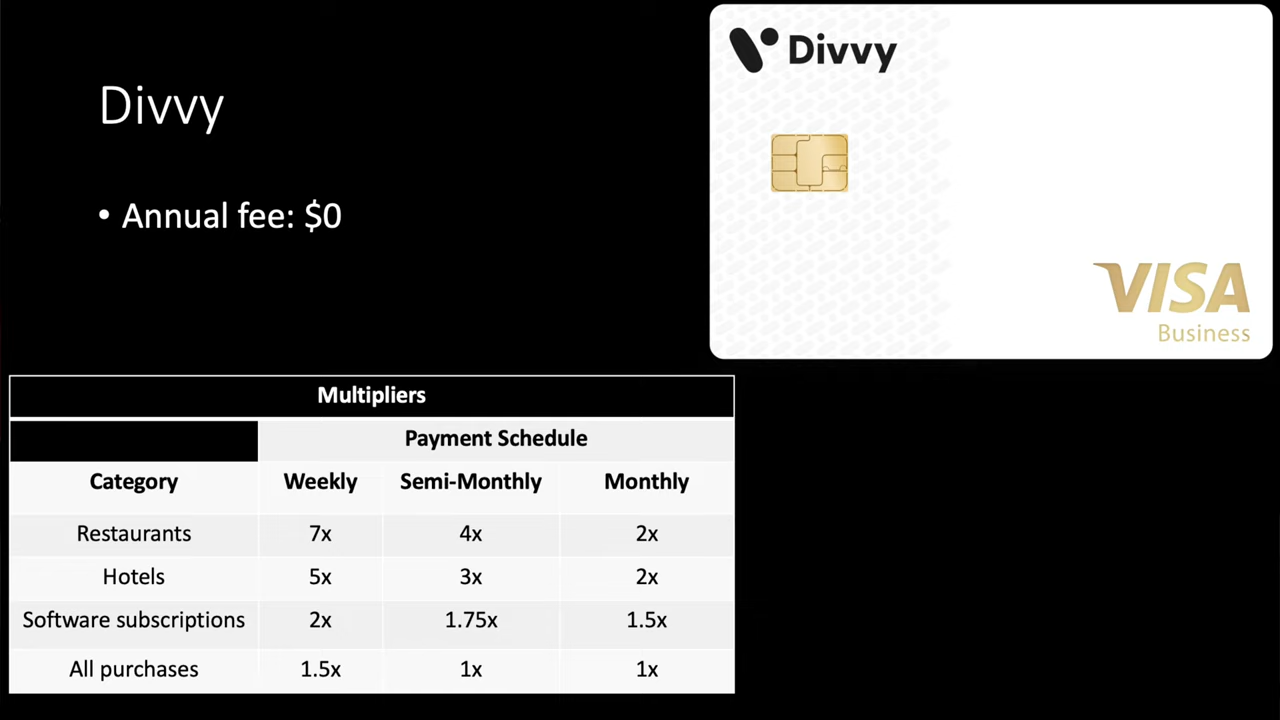 Divvy
• Annual fee: $0
Divvy
VISA
Business
Multipliers
Payment Schedule
Category Weekly Semi-Monthly Monthly
Restaurants 7x 4x 2x
Hotels 5x 3x 2x
Software subscriptions 2x 1.75x 1.5x
All purchases 1.5x 1x 1x